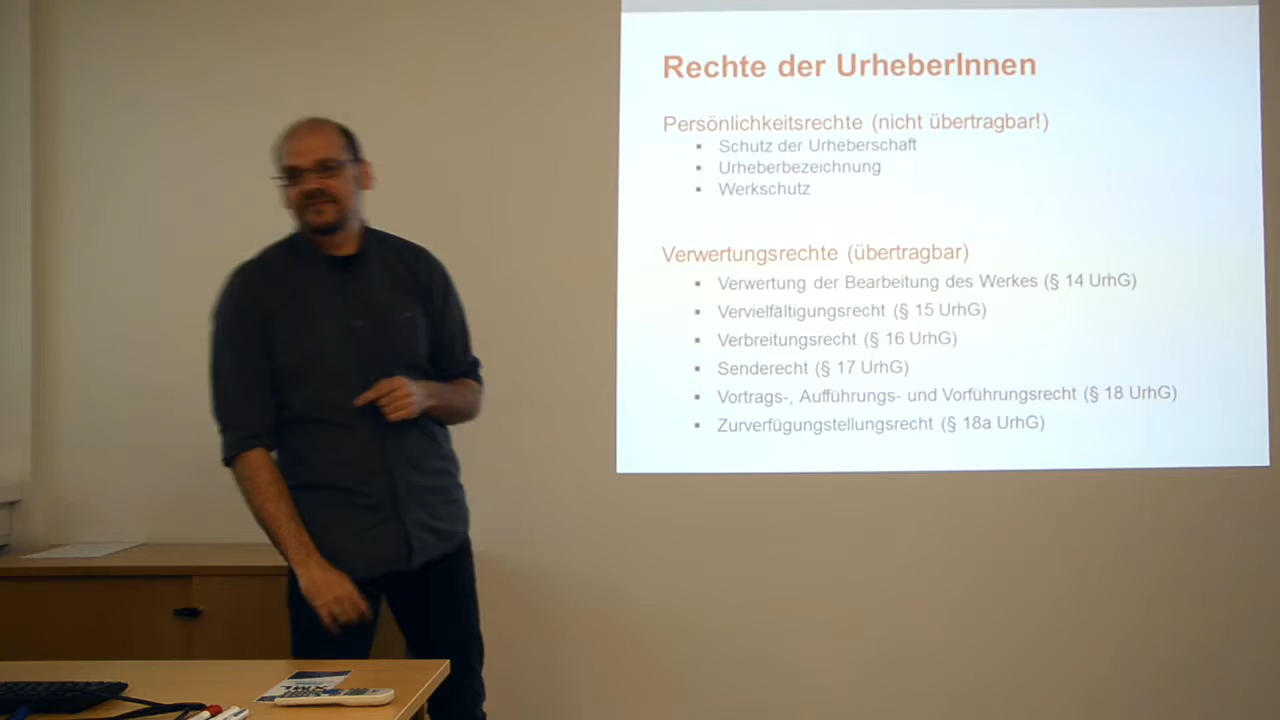 Rechte der UrheberInnen
Persönlichkeitsrechte (nicht übertragbar!)
▪ Schutz der Urheberschaft
▪ Urheberbezeichnung
▪ Werkschutz
Verwertungsrechte (übertragbar)
▪ Verwertung der Bearbeitung des Werkes (§ 14 UrhG)
▪ Vervielfältigungsrecht (§ 15 UrhG)
▪ Verbreitungsrecht (§ 16 UrhG)
▪ Senderecht (§ 17 UrhG)
▪ Vortrags-, Aufführungs- und Vorführungsrecht (§ 18 UrhG)
▪ Zurverfügungstellungsrecht (§ 18a UrhG)
XML